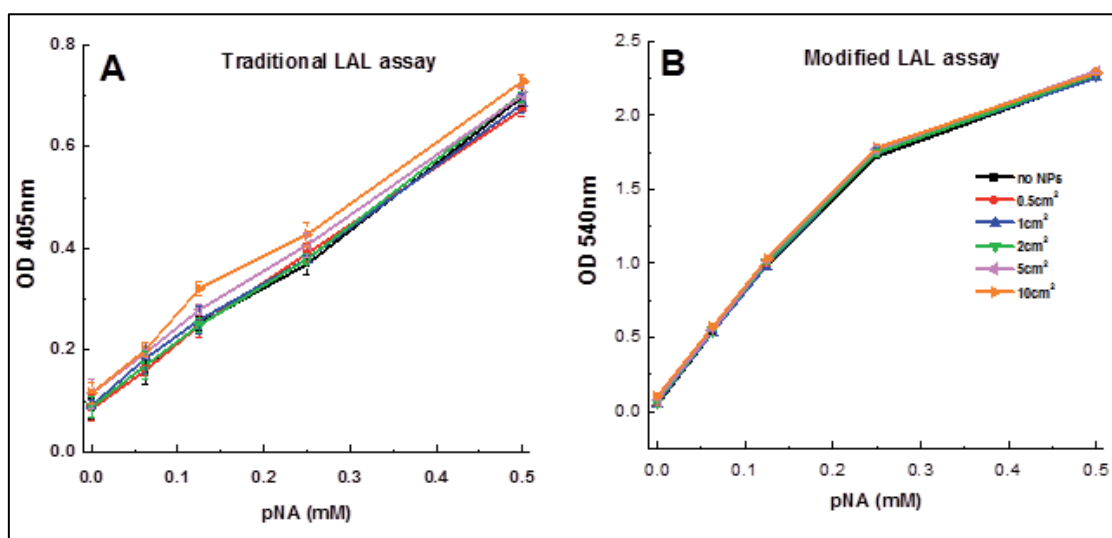 A
Traditional LAL assay
0.8
0.6
0.4
0.2
0.0
OD 405nm
0.0 0.1 0.2 0.3 0.4 0.5
pNA (mM)
B
Modified LAL assay
2.5
2.0
1.5
1.0
0.5
0.0
OD 540nm
no NPs
0.5cm²
1cm²
2cm²
5cm²
10cm²
0.0 0.1 0.2 0.3 0.4 0.5
pNA (mM)